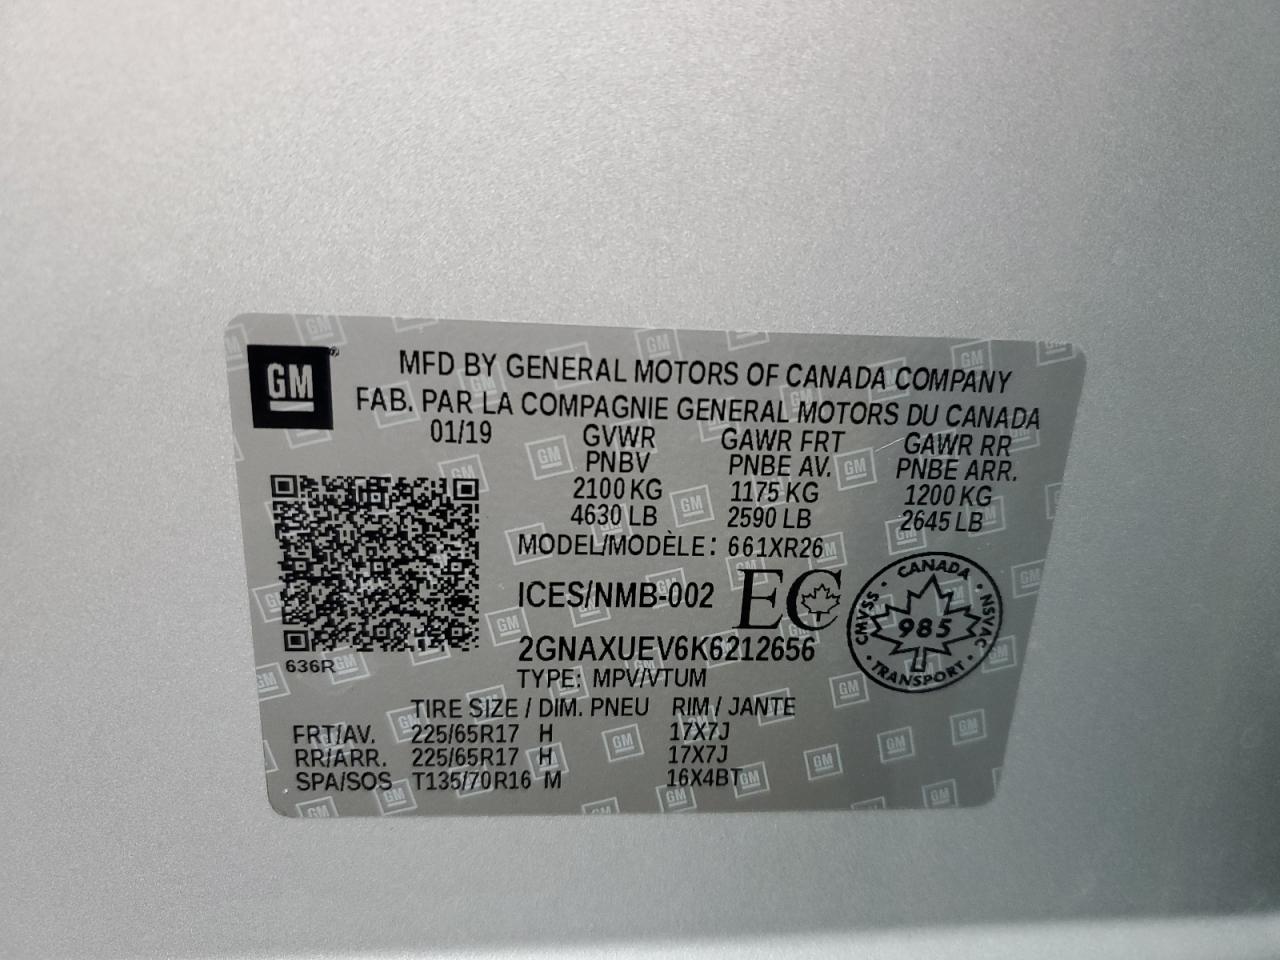 GM
MFD BY GENERAL MOTORS OF CANADA COMPANY
FAB. PAR LA COMPAGNIE GENERAL MOTORS DU CANADA
01/19 GVWR GAWR FRT GAWR RR
PNBV PNBE AV. PNBE ARR.
2100 KG 1175 KG 1200 KG
4630 LB 2590 LB 2645 LB
MODEL/MODÈLE: 661XR26
ICES/NMB-002 EC
CANADA
CMVSS 985 NSVAC
TRANSPORT
2GNAXUEV6K6212656
636R
TYPE: MPV/VTUM
TIRE SIZE / DIM. PNEU RIM / JANTE
FRT/AV. 225/65R17 H 17X7J
RR/ARR. 225/65R17 H 17X7J
SPA/SOS T135/70R16 M 16X4BT